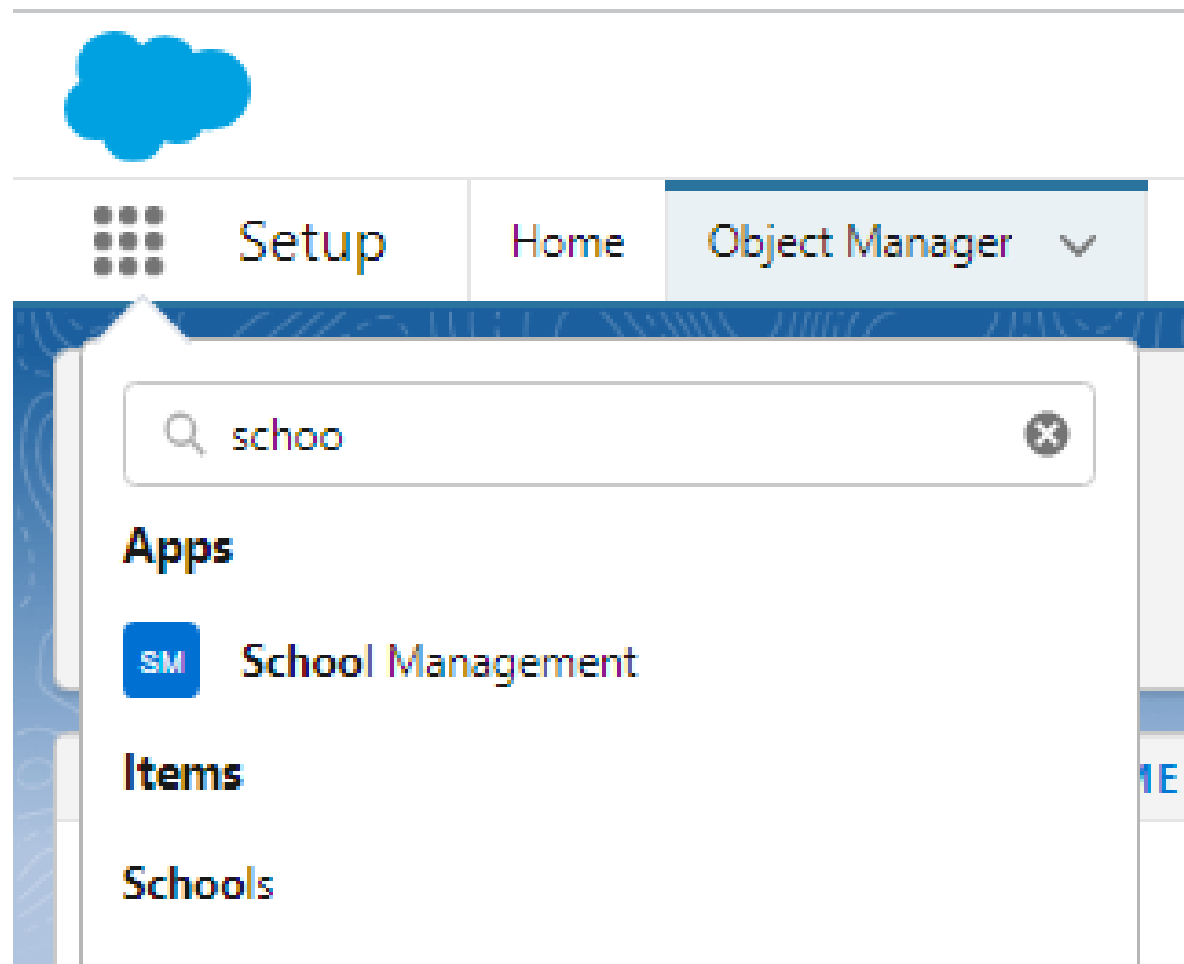 Setup Home Object Manager
schoo
Apps
SM School Management
Items
Schools